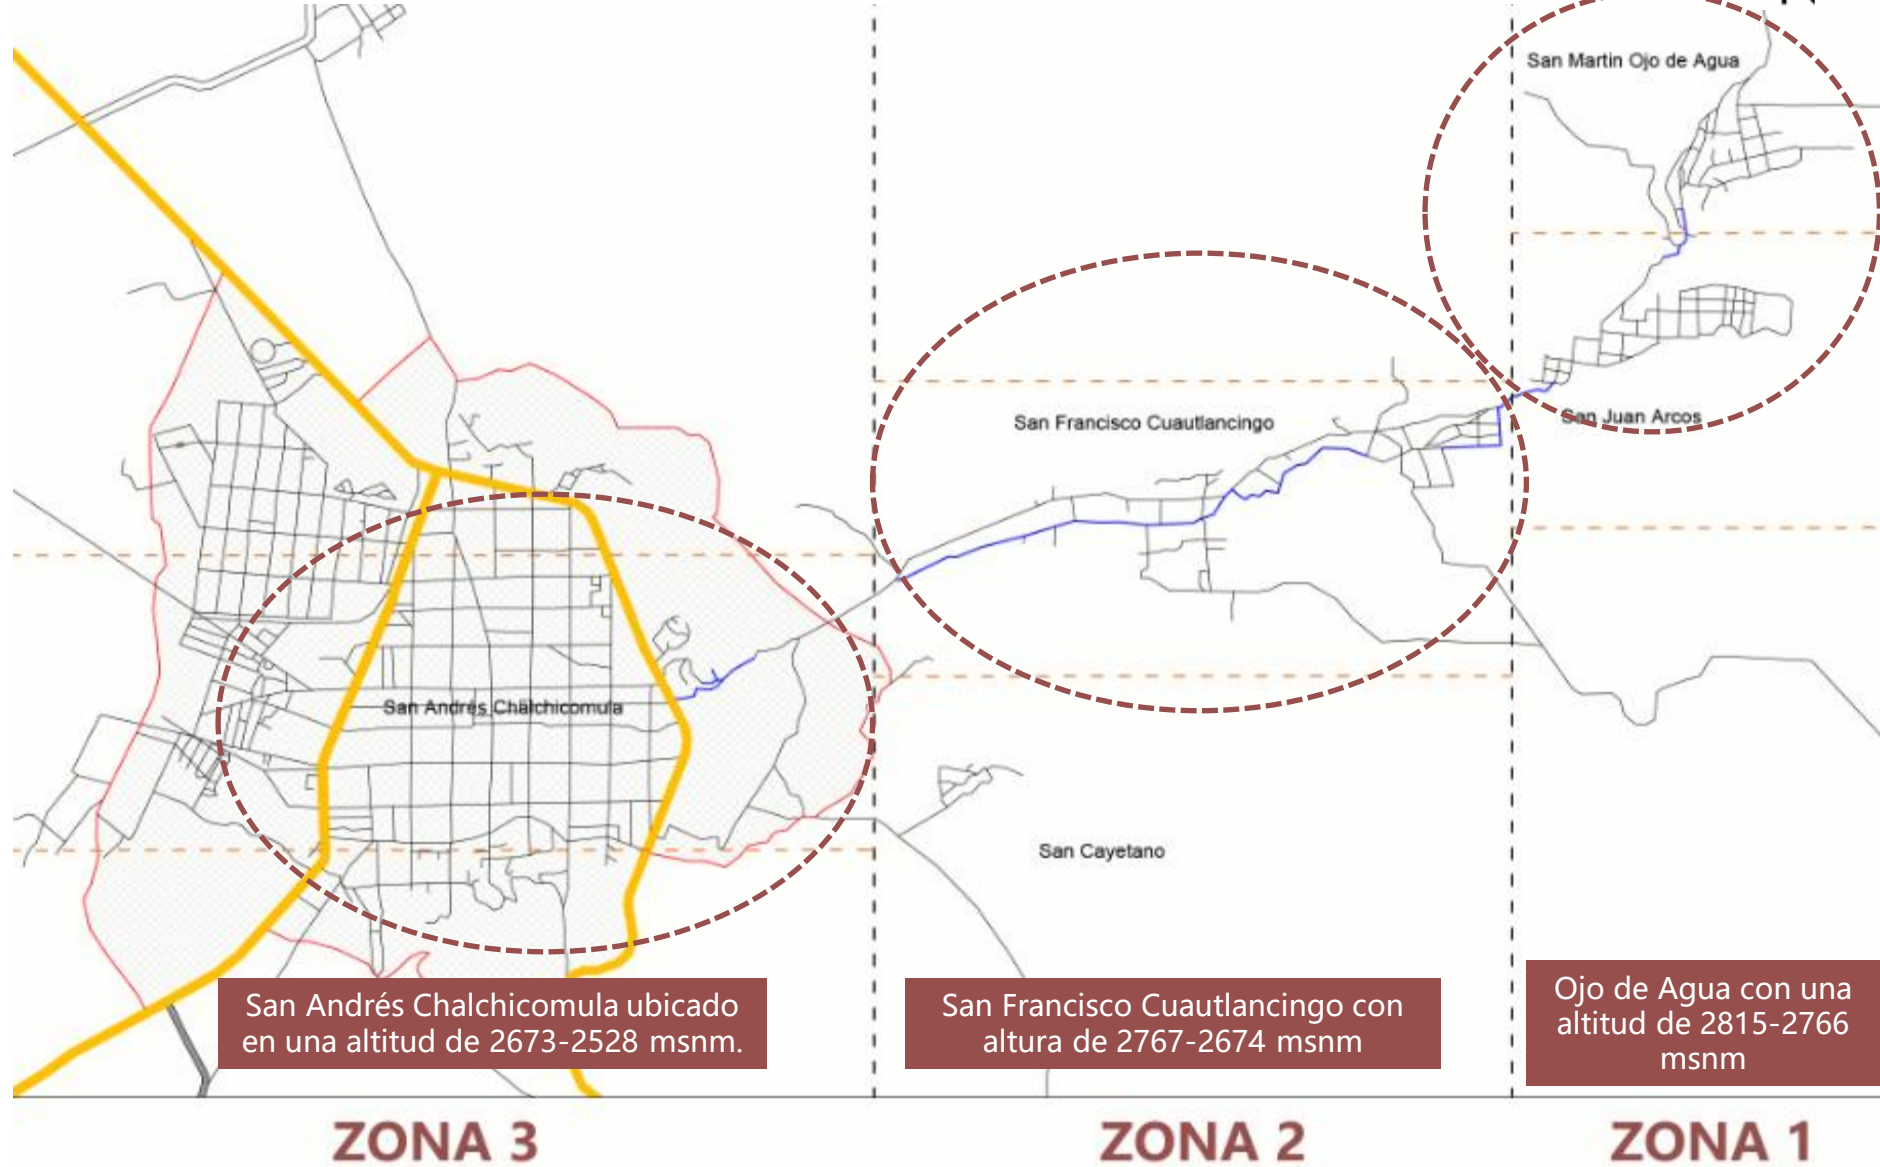 San Martin Ojo de Agua
San Francisco Cuautlancingo
San Juan Arcos
San Andrés Chalchicomula
San Cayetano
San Andrés Chalchicomula ubicado
en una altitud de 2673-2528 msnm.
San Francisco Cuautlancingo con
altura de 2767-2674 msnm
Ojo de Agua con una
altitud de 2815-2766
msnm
ZONA 3
ZONA 2
ZONA 1